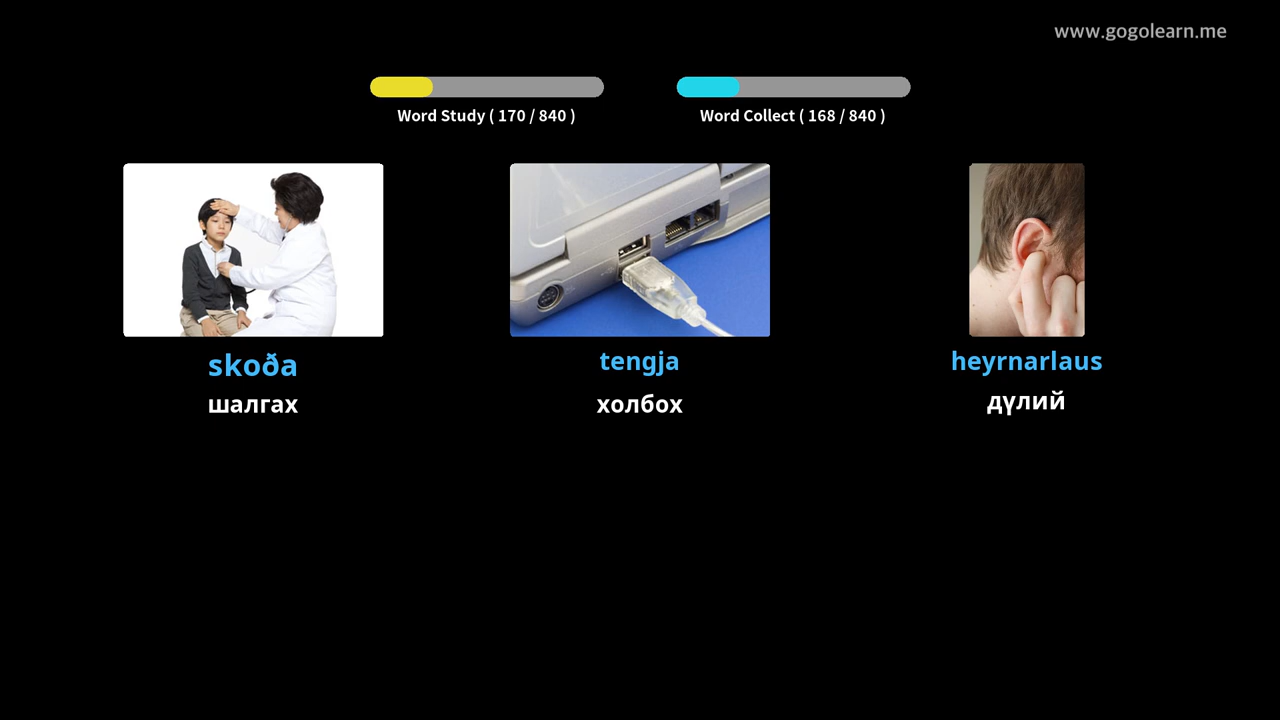 www.gogolearn.me
Word Study ( 170 / 840 )
Word Collect ( 168 / 840 )
skoða
шалгах
tengja
холбох
heyrnarlaus
дүлий